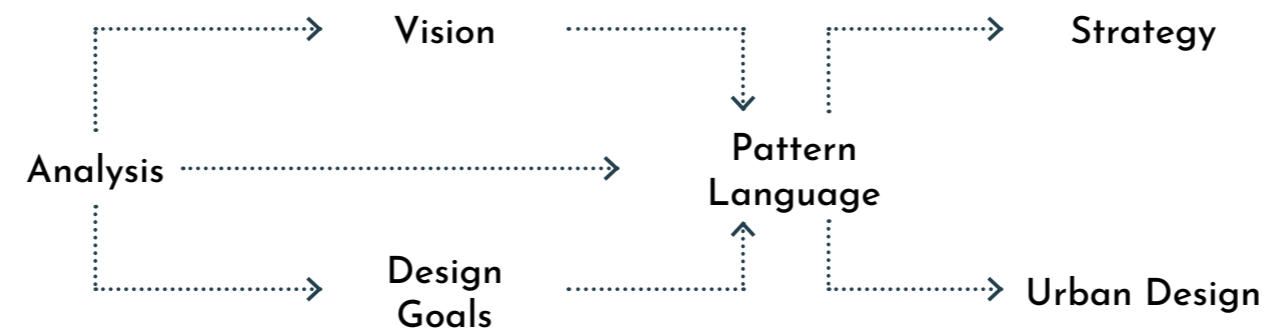 Vision
Strategy
Analysis
Pattern
Language
Design
Goals
Urban Design